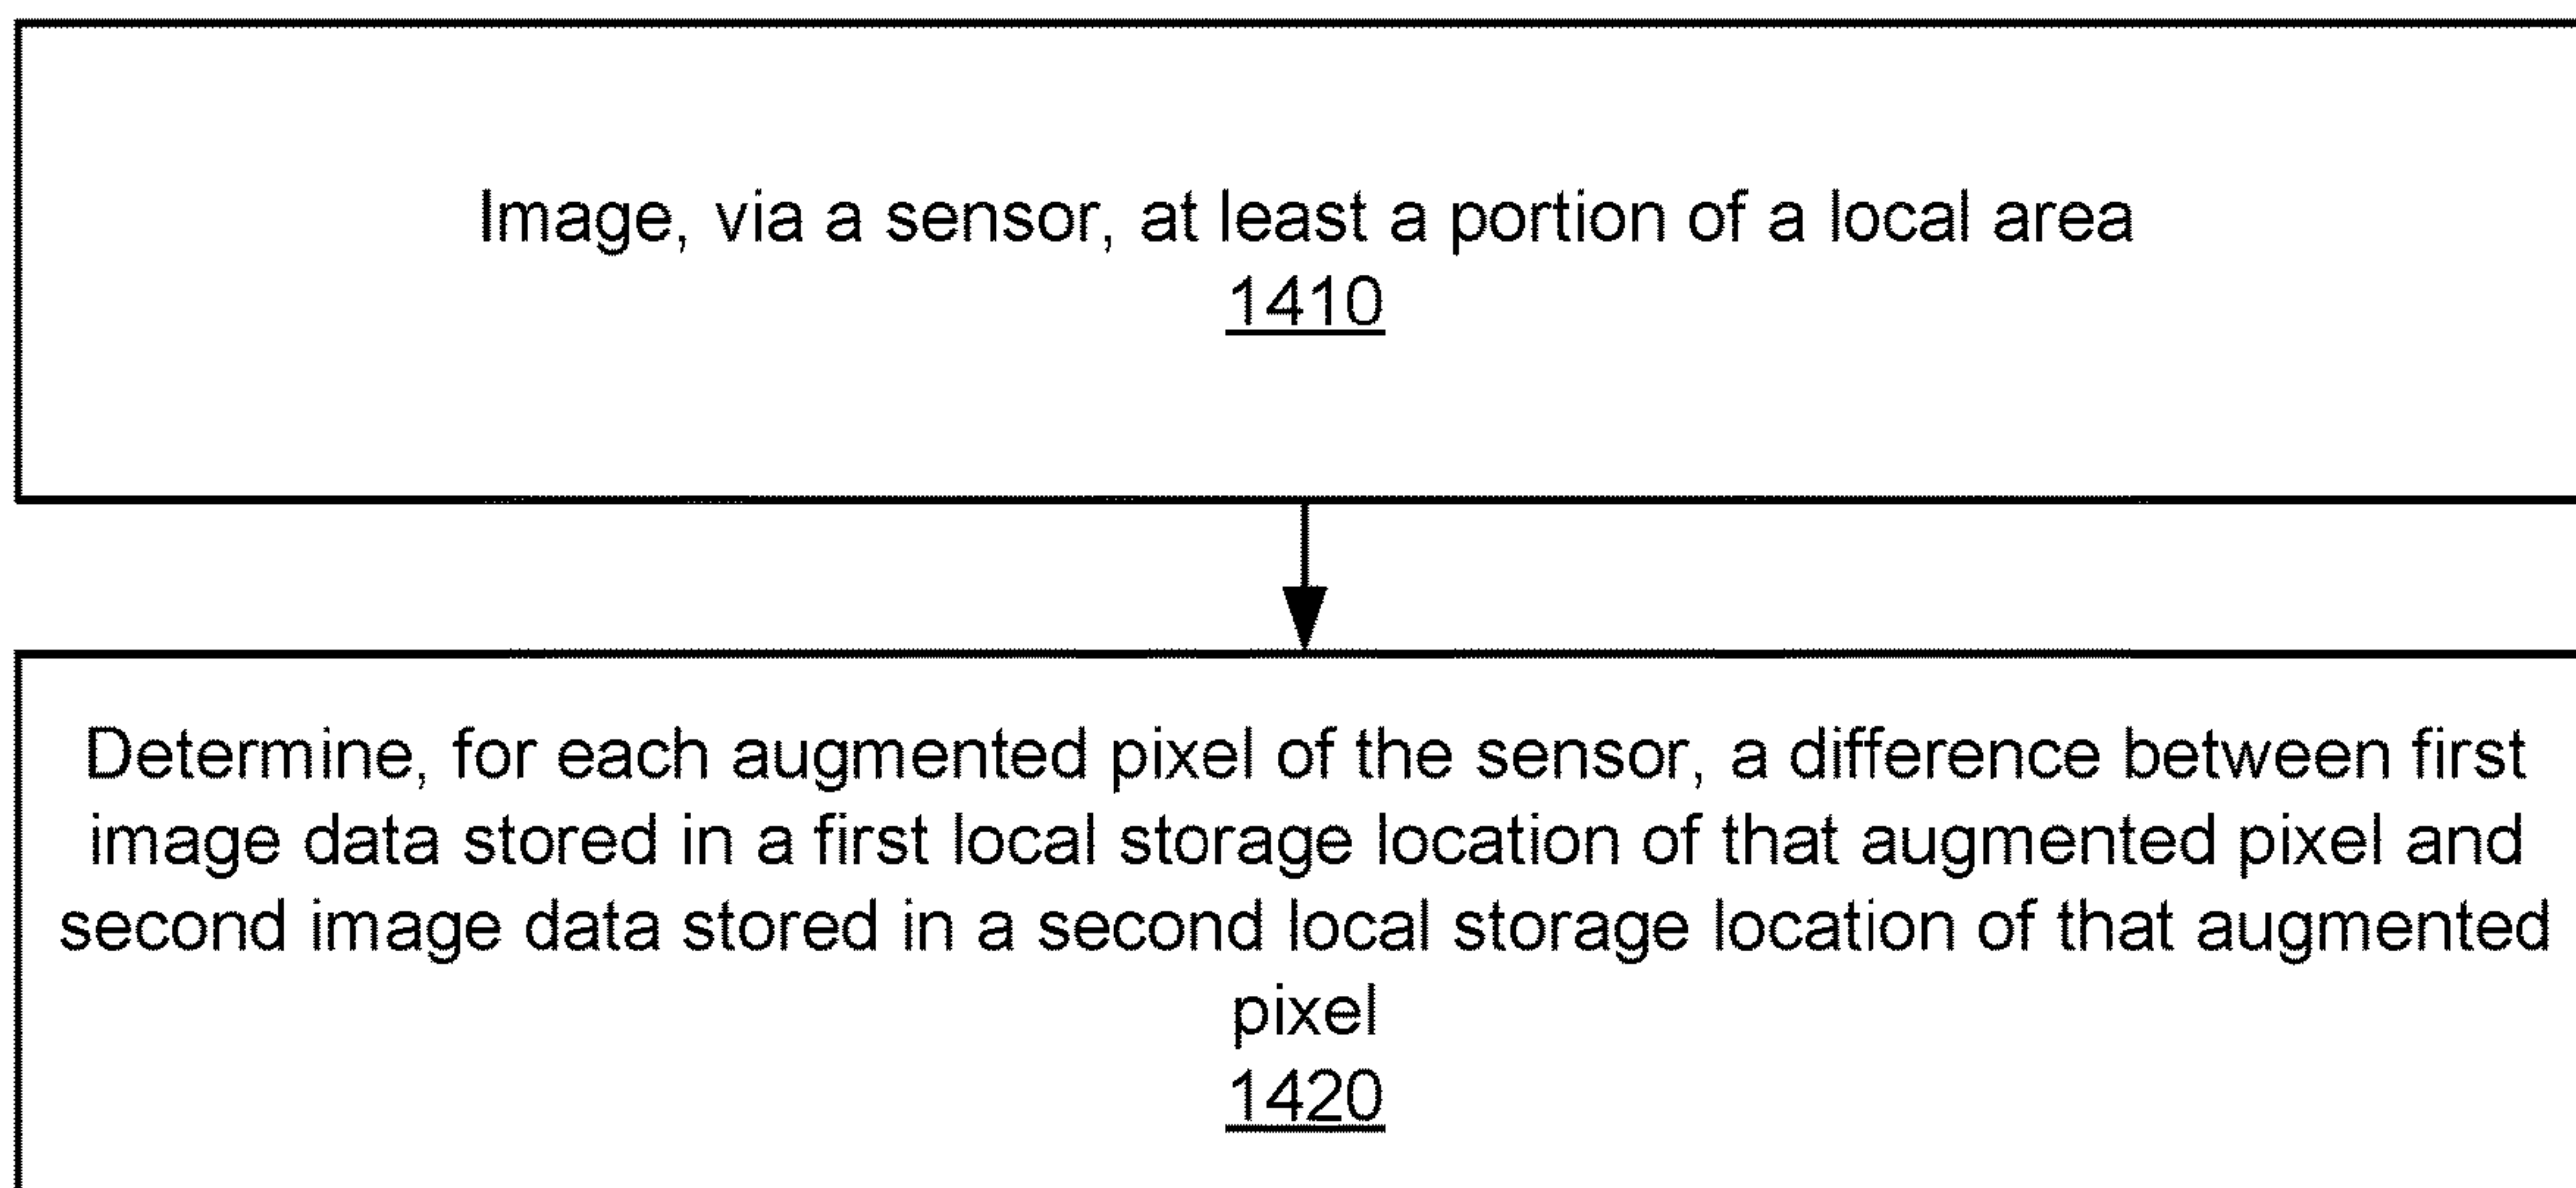 Image, via a sensor, at least a portion of a local area
1410
Determine, for each augmented pixel of the sensor, a difference between first
image data stored in a first local storage location of that augmented pixel and
second image data stored in a second local storage location of that augmented
pixel
1420